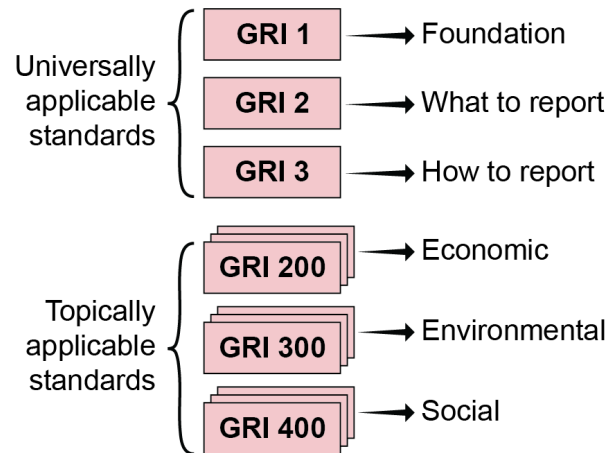 Universally
applicable
standards
GRI 1
Foundation
GRI 2
What to report
GRI 3
How to report
Topically
applicable
standards
GRI 200
Economic
GRI 300
Environmental
GRI 400
Social